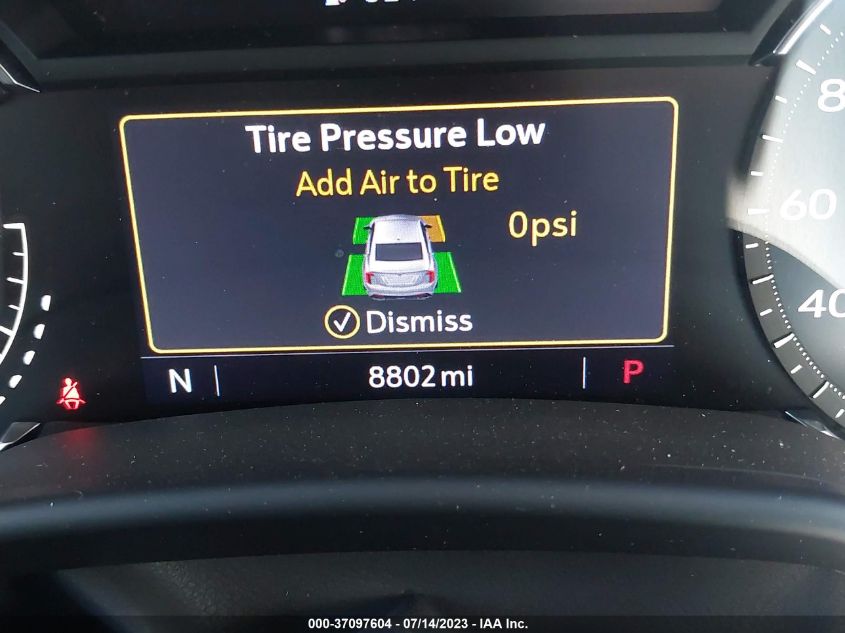 Tire Pressure Low
Add Air to Tire
0psi
Dismiss
N
8802 mi
P
8
60
40
000-37097604 - 07/14/2023 - IAA Inc.